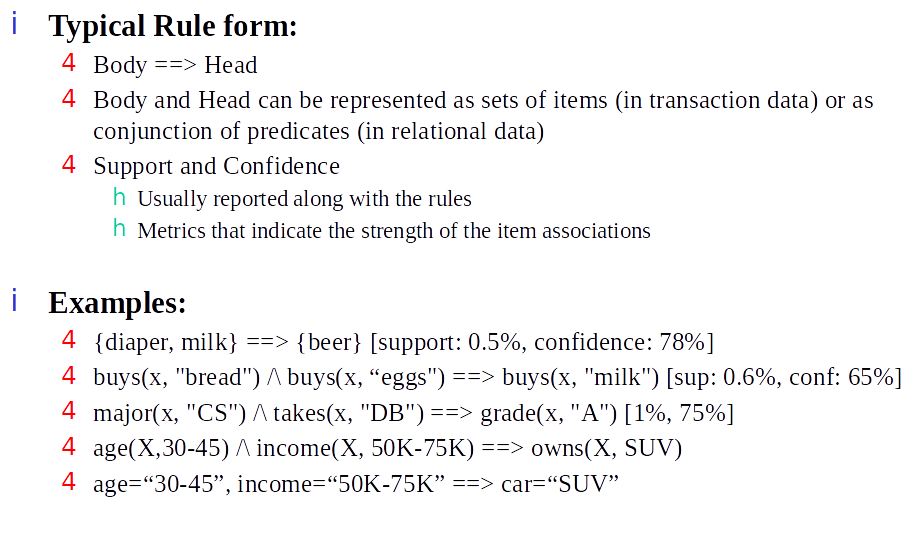 i Typical Rule form:
4 Body ==> Head
4 Body and Head can be represented as sets of items (in transaction data) or as
conjunction of predicates (in relational data)
4 Support and Confidence
h Usually reported along with the rules
h Metrics that indicate the strength of the item associations
i Examples:
4 {diaper, milk} ==> {beer} [support: 0.5%, confidence: 78%]
4 buys(x, "bread") /\ buys(x, “eggs") ==> buys(x, "milk") [sup: 0.6%, conf: 65%]
4 major(x, "CS") /\ takes(x, "DB") ==> grade(x, "A") [1%, 75%]
4 age(X,30-45) /\ income(X, 50K-75K) ==> owns(X, SUV)
4 age=“30-45”, income=“50K-75K” ==> car=“SUV”